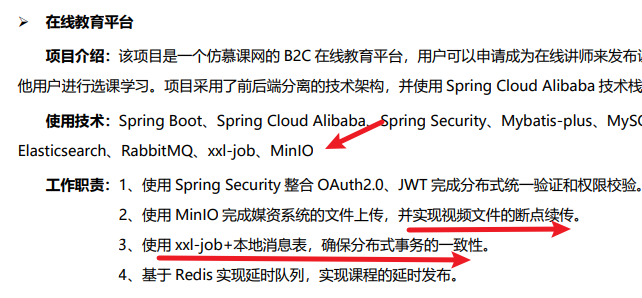 ➢ 在线教育平台
项目介绍：该项目是一个仿慕课网的 B2C 在线教育平台，用户可以申请成为在线讲师来发布
他用户进行选课学习。项目采用了前后端分离的技术架构，并使用 Spring Cloud Alibaba 技术栈
使用技术：Spring Boot、Spring Cloud Alibaba、Spring Security、Mybatis-plus、MySQ
Elasticsearch、RabbitMQ、xxl-job、MinIO
工作职责：1、使用 Spring Security 整合 OAuth2.0、JWT 完成分布式统一验证和权限校验。
2、使用 MinIO 完成媒资系统的文件上传，并实现视频文件的断点续传。
3、使用 xxl-job+本地消息表，确保分布式事务的一致性。
4、基于 Redis 实现延时队列，实现课程的延时发布。